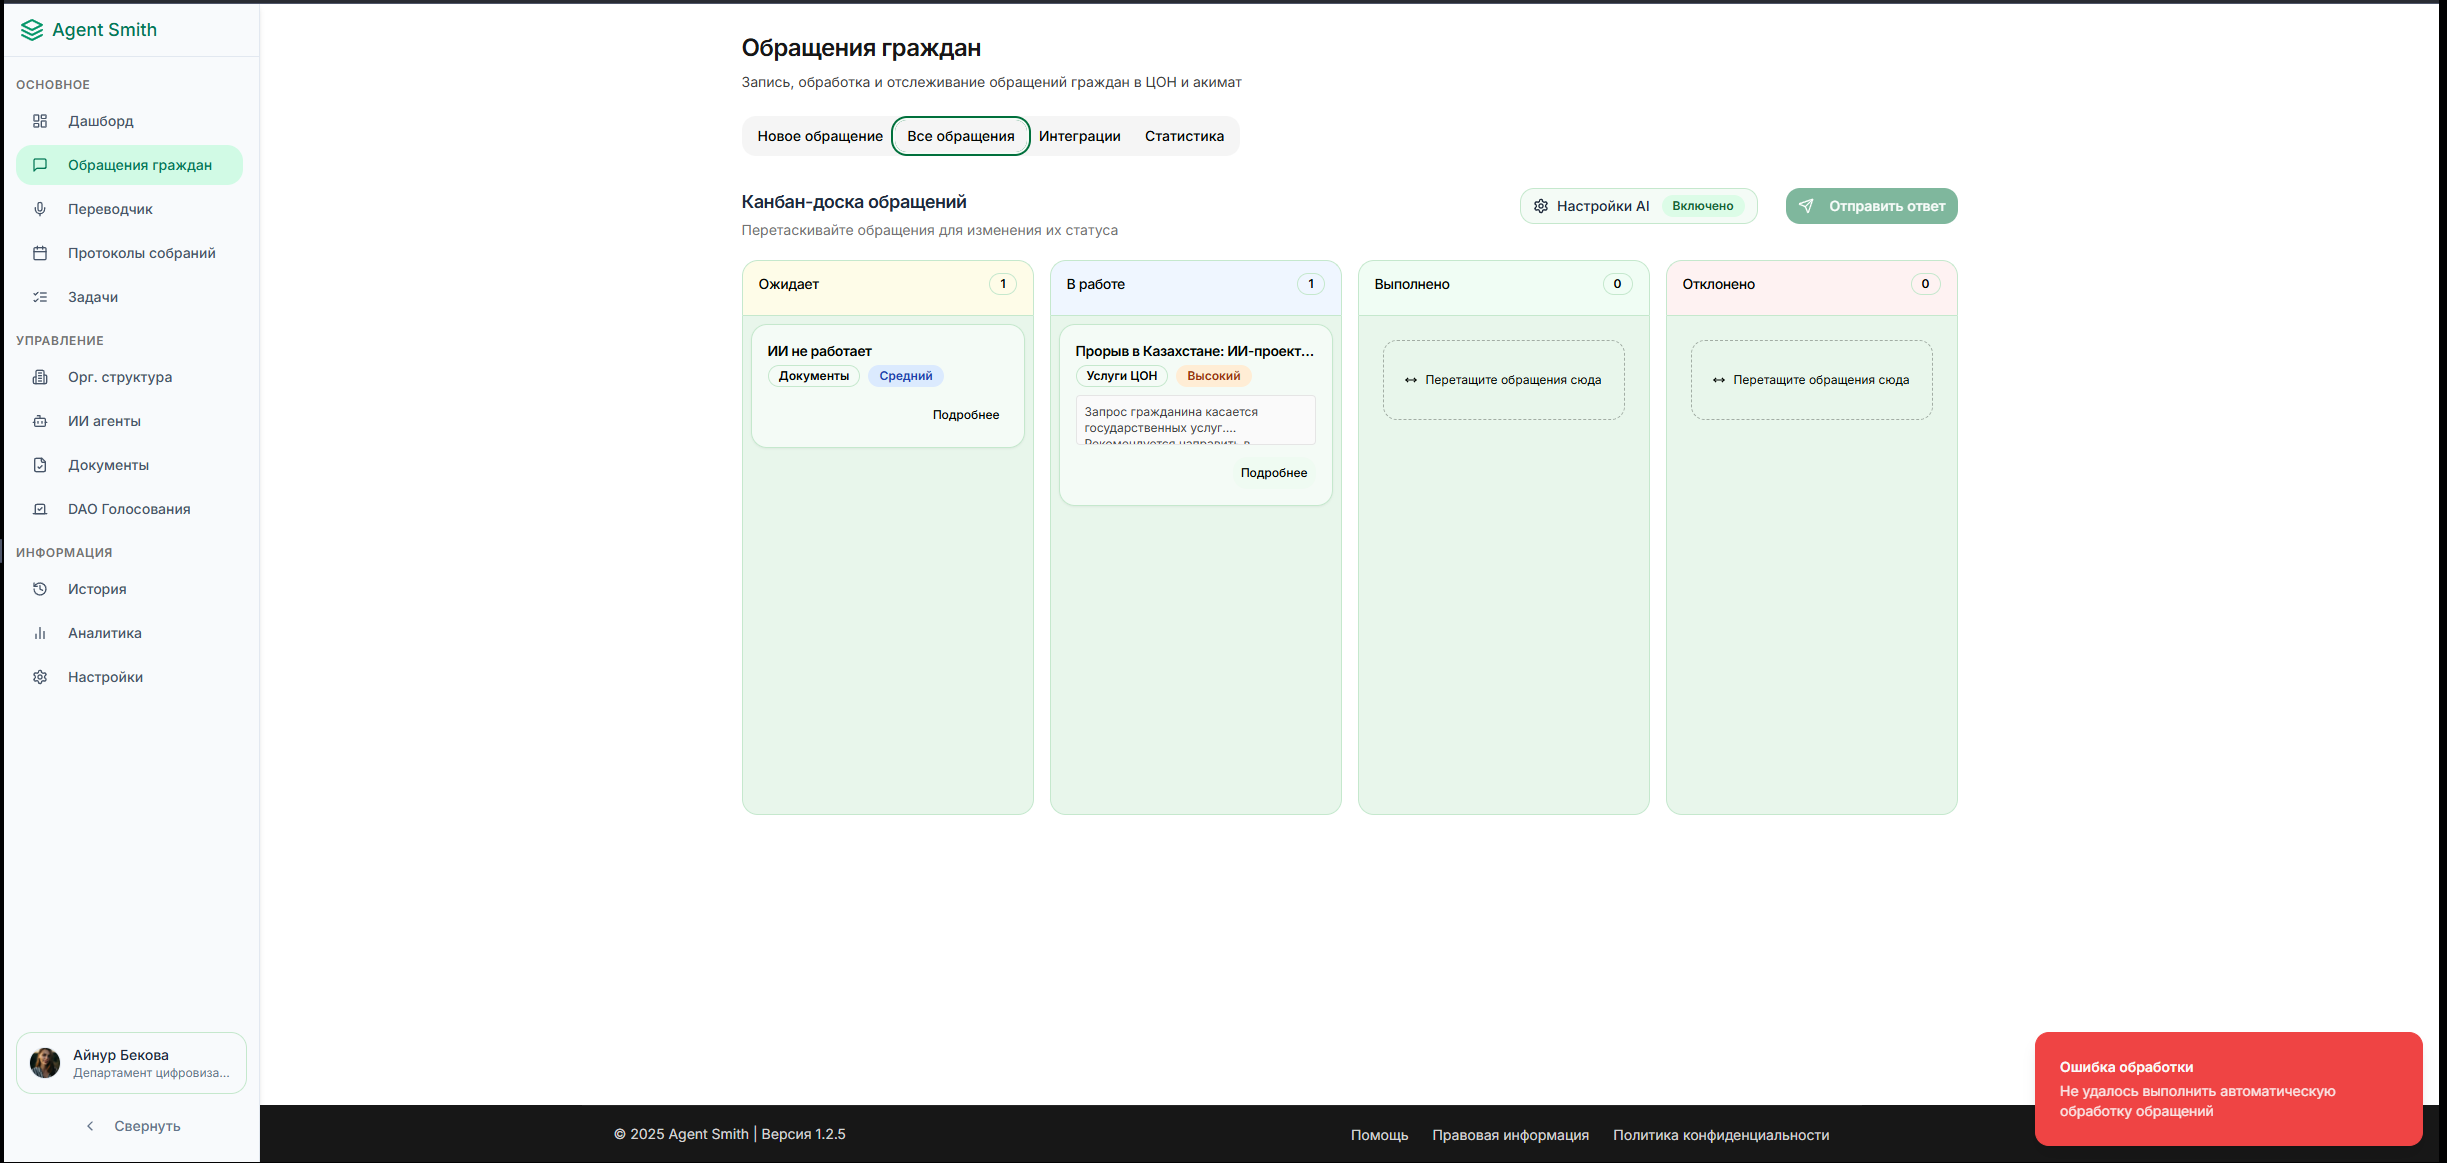 Agent Smith
ОСНОВНОЕ
Дашборд
Обращения граждан
Переводчик
Протоколы собраний
Задачи
УПРАВЛЕНИЕ
Орг. структура
ИИ агенты
Документы
DAO Голосования
ИНФОРМАЦИЯ
История
Аналитика
Настройки
Айнур Бекова
Департамент цифровиза...
Свернуть
Обращения граждан
Запись, обработка и отслеживание обращений граждан в ЦОН и акимат
Новое обращение Все обращения Интеграции Статистика
Канбан-доска обращений
Перетаскивайте обращения для изменения их статуса
Настройки AI Включено Отправить ответ
Ожидает 1
ИИ не работает
Документы Средний
Подробнее
В работе 1
Прорыв в Казахстане: ИИ-проект...
Услуги ЦОН Высокий
Запрос гражданина касается
государственных услуг....
Рекомендуется направить в
Подробнее
Выполнено 0
Перетащите обращения сюда
Отклонено 0
Перетащите обращения сюда
© 2025 Agent Smith | Версия 1.2.5
Помощь Правовая информация Политика конфиденциальности
Ошибка обработки
Не удалось выполнить автоматическую
обработку обращений